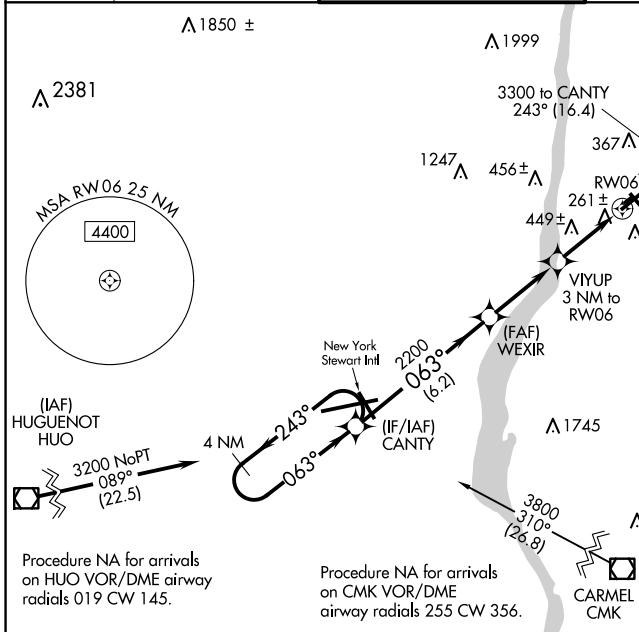 1850 ±
1999
2381
3300 to CANTY
243° (16.4)
367
1247
456±
RW06
MSA RW 06 25 NM
4400
261±
449±
VIYUP
3 NM to
RW06
(FAF)
WEXIR
New York
Stewart Intl
2200
063°
(6.2)
(IF/IAF)
CANTY
243°
4 NM
063°
(IAF)
HUGUENOT
HUO
3200 NoPT
089°
(22.5)
1745
3800
310°
(26.8)
Procedure NA for arrivals
on HUO VOR/DME airway
radials 019 CW 145.
Procedure NA for arrivals
on CMK VOR/DME
airway radials 255 CW 356.
CARMEL
CMK